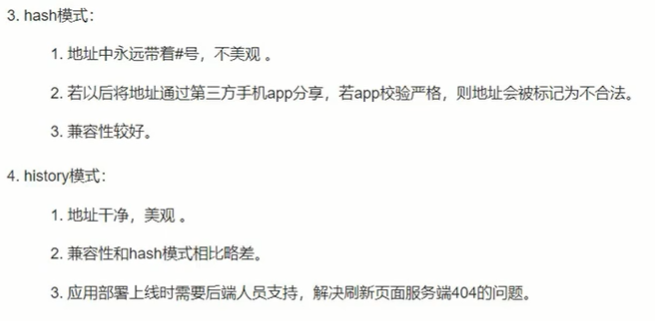 3. hash模式：
1. 地址中永远带着#号，不美观 。
2. 若以后将地址通过第三方手机app分享，若app校验严格，则地址会被标记为不合法。
3. 兼容性较好。
4. history模式：
1. 地址干净，美观 。
2. 兼容性和hash模式相比略差。
3. 应用部署上线时需要后端人员支持，解决刷新页面服务端404的问题。